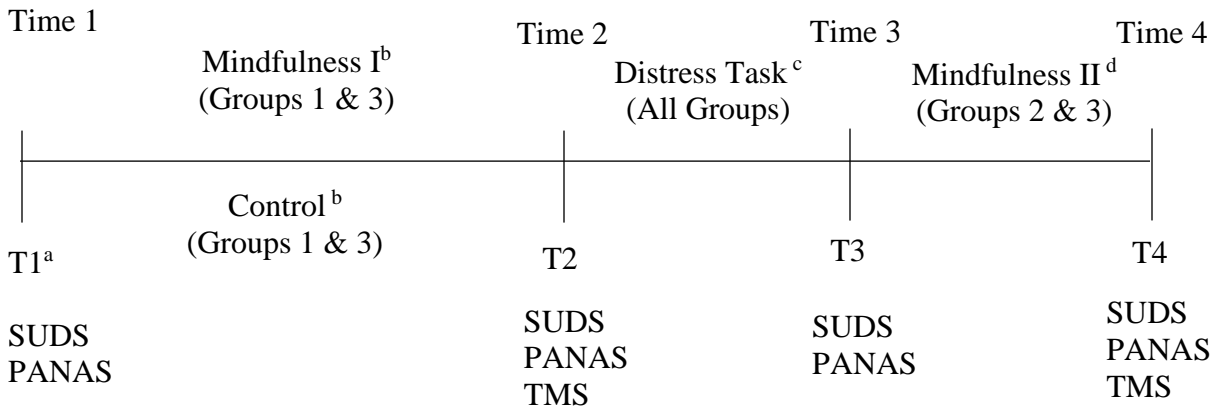 Time 1
Time 2
Time 3
Time 4
Mindfulness Iᵇ
(Groups 1 & 3)
Distress Task ᶜ
(All Groups)
Mindfulness II ᵈ
(Groups 2 & 3)
Control ᵇ
(Groups 1 & 3)
T1ᵃ
T2
T3
T4
SUDS
PANAS
SUDS
PANAS
TMS
SUDS
PANAS
SUDS
PANAS
TMS